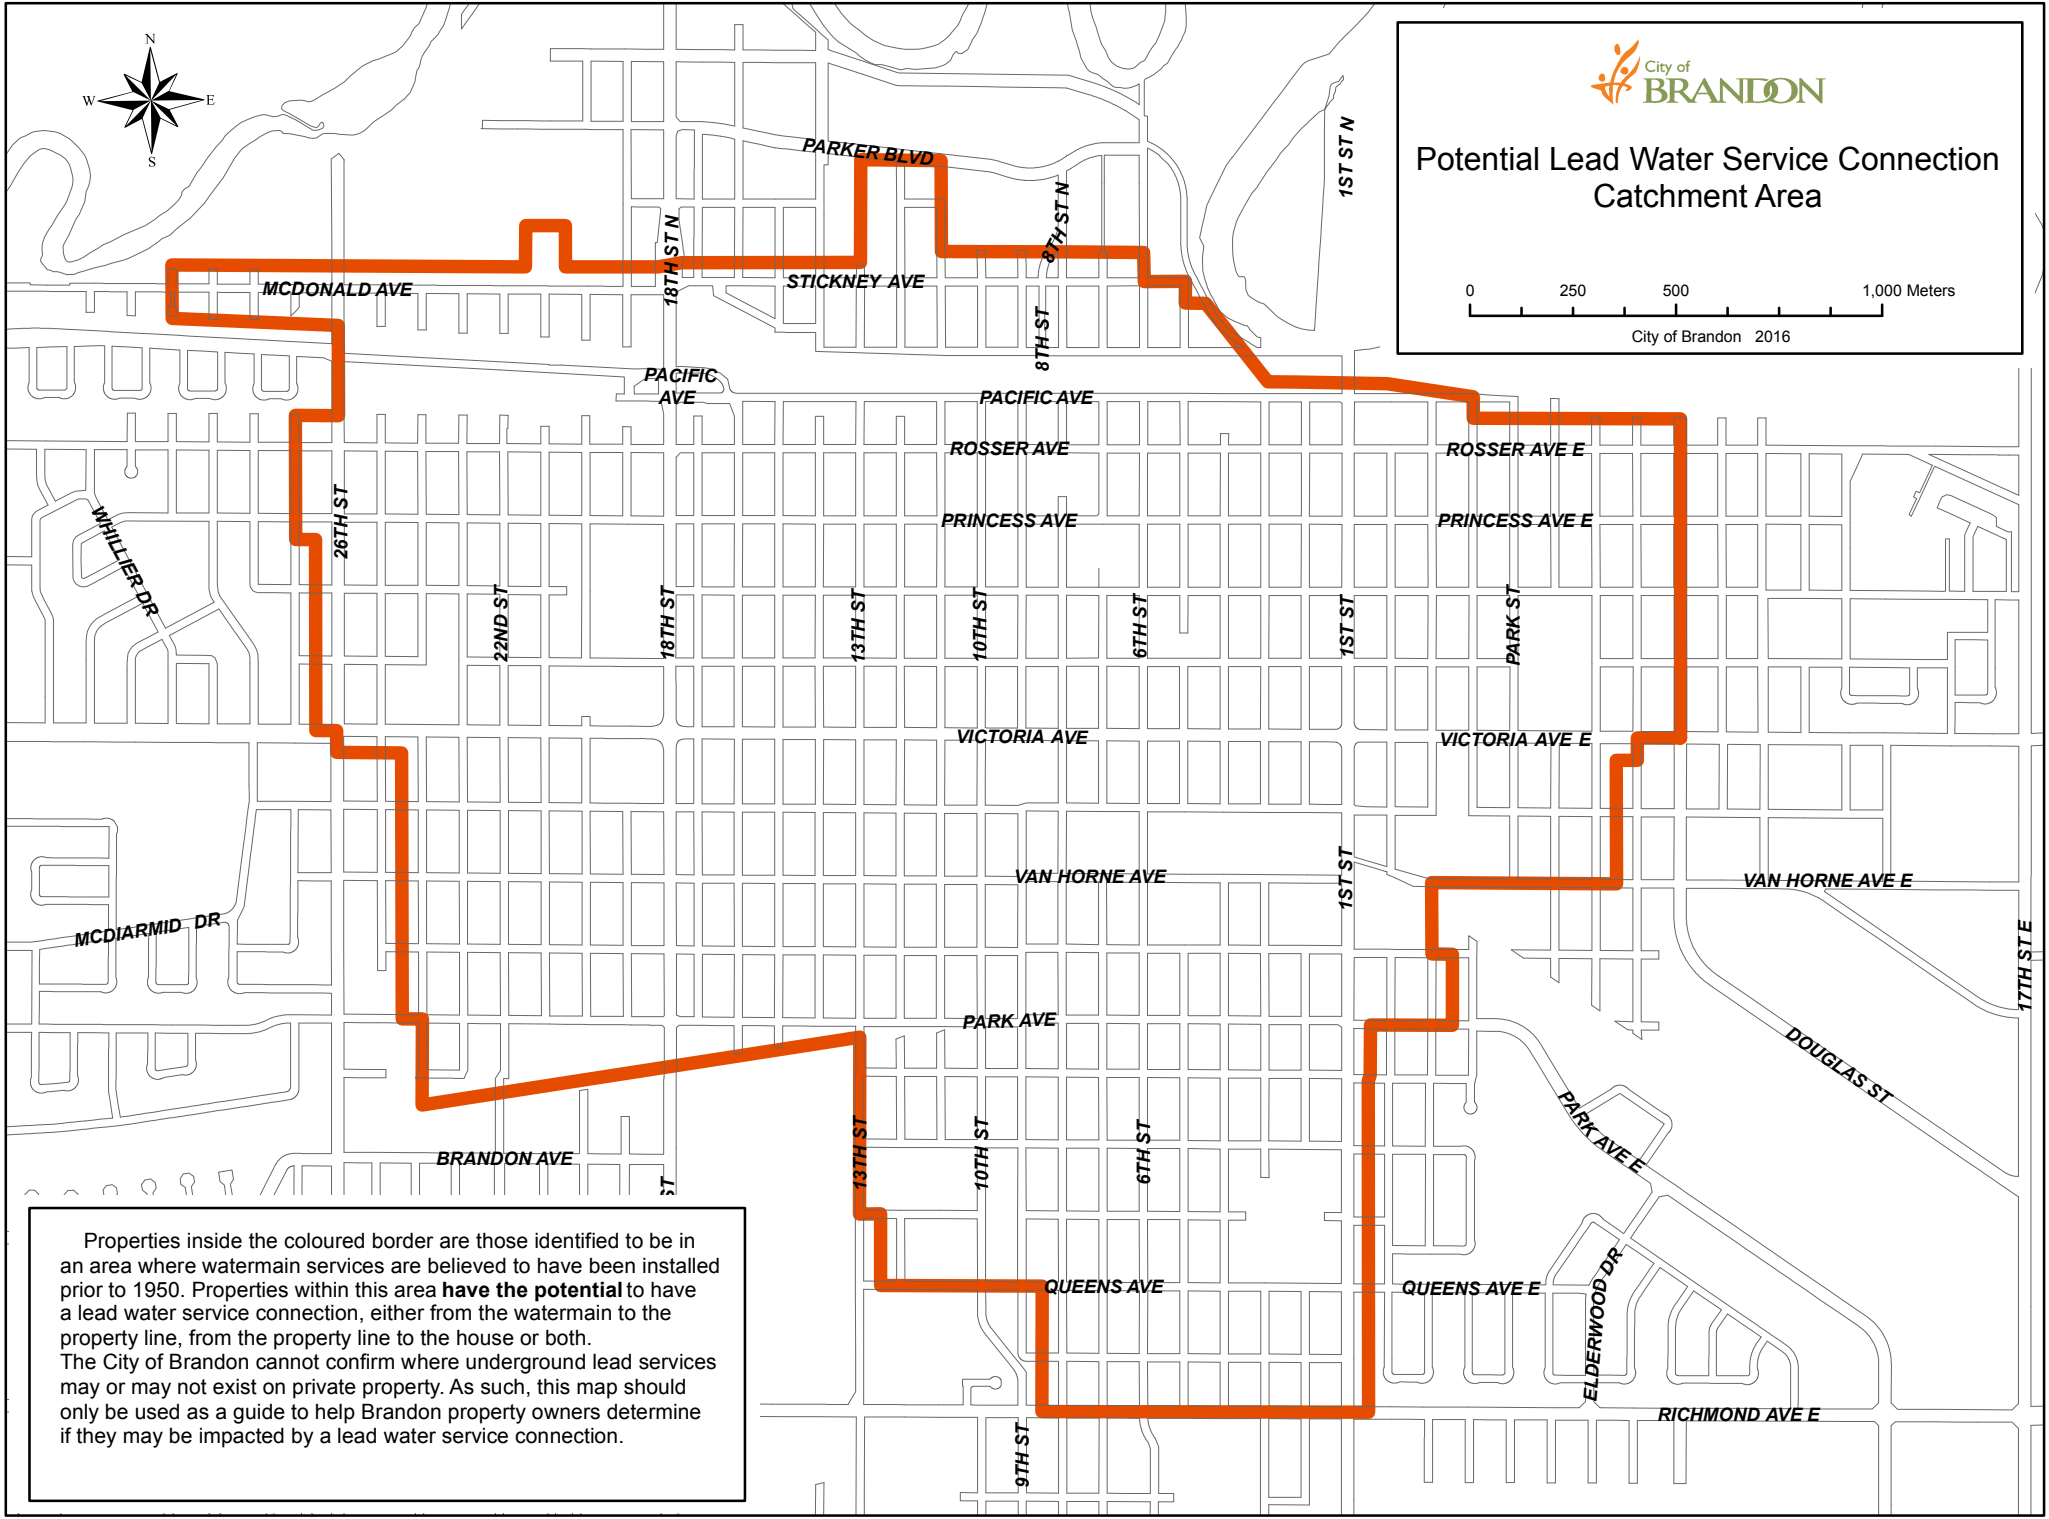 N
W
E
S
City of
BRANDON
Potential Lead Water Service Connection
Catchment Area
0 250 500 1,000 Meters
City of Brandon 2016
PARKER BLVD
1ST ST N
8TH ST N
18TH ST N
MCDONALD AVE
STICKNEY AVE
8TH ST
PACIFIC
AVE
PACIFIC AVE
ROSSER AVE
ROSSER AVE E
26TH ST
WHILLIER DR
PRINCESS AVE
PRINCESS AVE E
22ND ST
18TH ST
13TH ST
10TH ST
6TH ST
1ST ST
PARK ST
VICTORIA AVE
VICTORIA AVE E
VAN HORNE AVE
1ST ST
VAN HORNE AVE E
MCDIARMID DR
17TH ST E
PARK AVE
DOUGLAS ST
PARK AVE E
BRANDON AVE
13TH ST
10TH ST
6TH ST
ST
QUEENS AVE
QUEENS AVE E
ELDERWOOD DR
RICHMOND AVE E
9TH ST
Properties inside the coloured border are those identified to be in
an area where watermain services are believed to have been installed
prior to 1950. Properties within this area have the potential to have
a lead water service connection, either from the watermain to the
property line, from the property line to the house or both.
The City of Brandon cannot confirm where underground lead services
may or may not exist on private property. As such, this map should
only be used as a guide to help Brandon property owners determine
if they may be impacted by a lead water service connection.